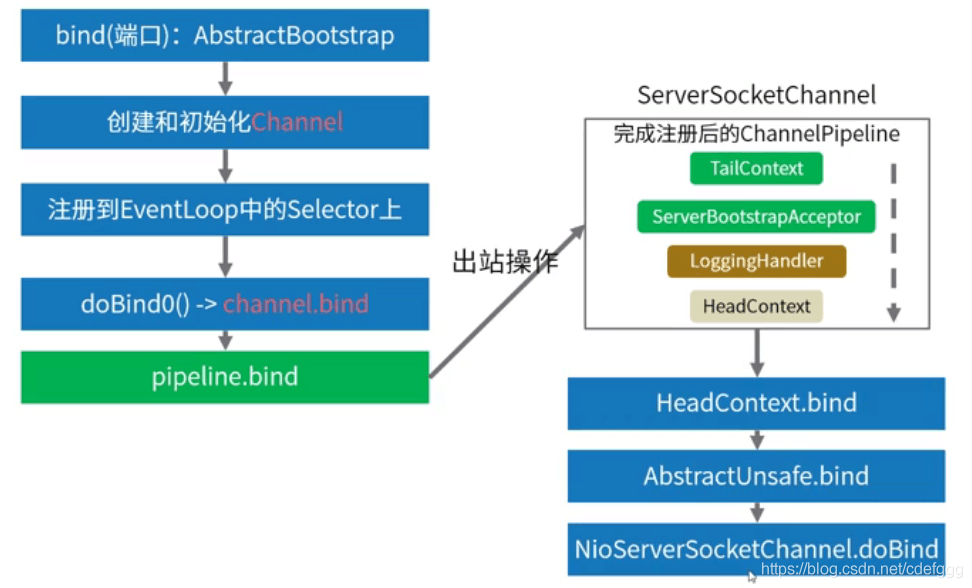 bind(端口)：AbstractBootstrap
创建和初始化Channel
注册到EventLoop中的Selector上
doBind0() -> channel.bind
pipeline.bind
出站操作
ServerSocketChannel
完成注册后的ChannelPipeline
TailContext
ServerBootstrapAcceptor
LoggingHandler
HeadContext
HeadContext.bind
AbstractUnsafe.bind
NioServerSocketChannel.doBind
https://blog.csdn.net/cdefggg